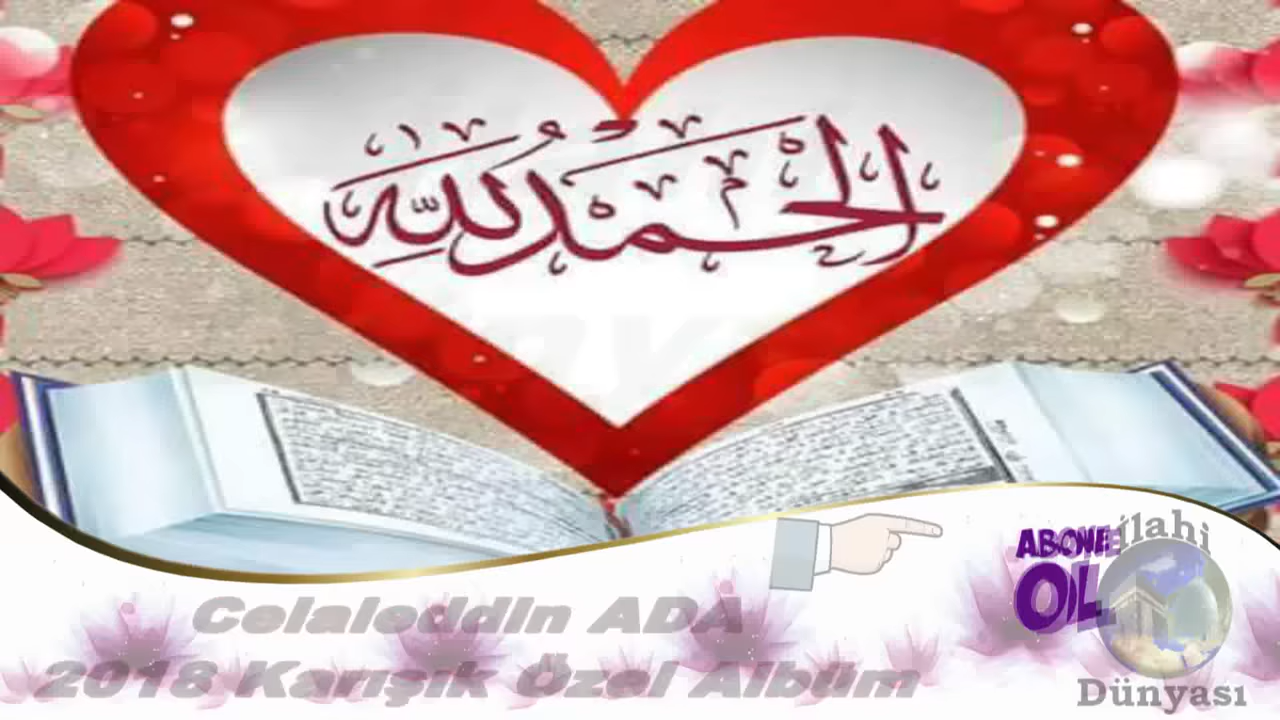 الحمد لله
ABONE
OL
ilahi
Dünyası
Celaleddin ADA
2018 Karışık Özel Albüm